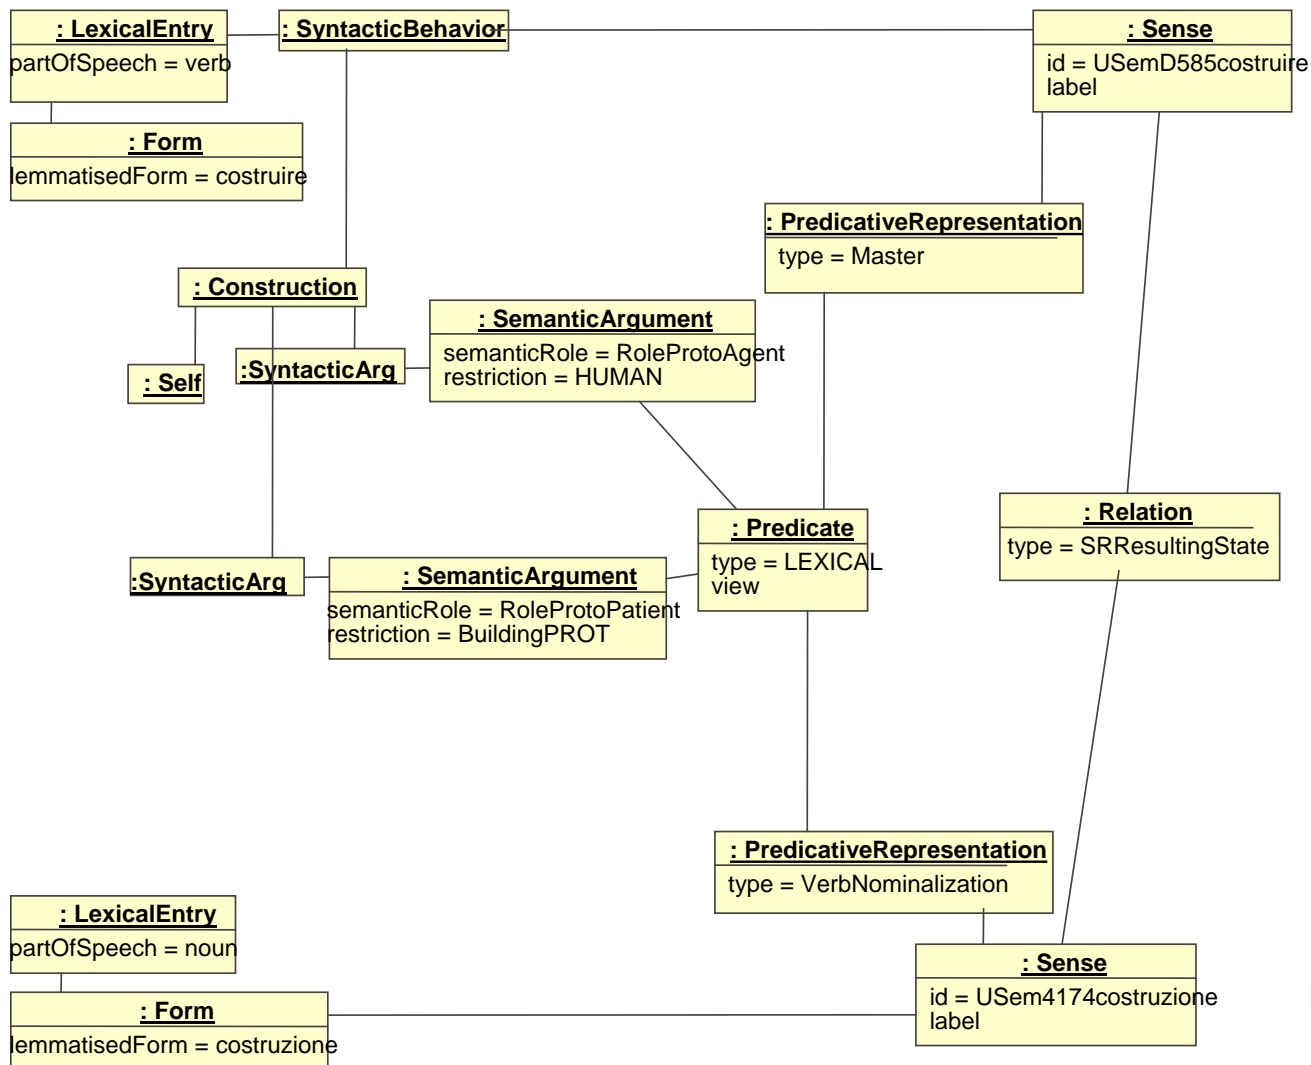 : LexicalEntry
partOfSpeech = verb
: SyntacticBehavior
: Sense
id = USemD585costruire
label
: Form
lemmatisedForm = costruire
: PredicativeRepresentation
type = Master
: Construction
: SemanticArgument
semanticRole = RoleProtoAgent
restriction = HUMAN
: Self
:SyntacticArg
: Relation
type = SRResultingState
: Predicate
type = LEXICAL
view
:SyntacticArg
: SemanticArgument
semanticRole = RoleProtoPatient
restriction = BuildingPROT
: PredicativeRepresentation
type = VerbNominalization
: LexicalEntry
partOfSpeech = noun
: Sense
id = USem4174costruzione
label
: Form
lemmatisedForm = costruzione